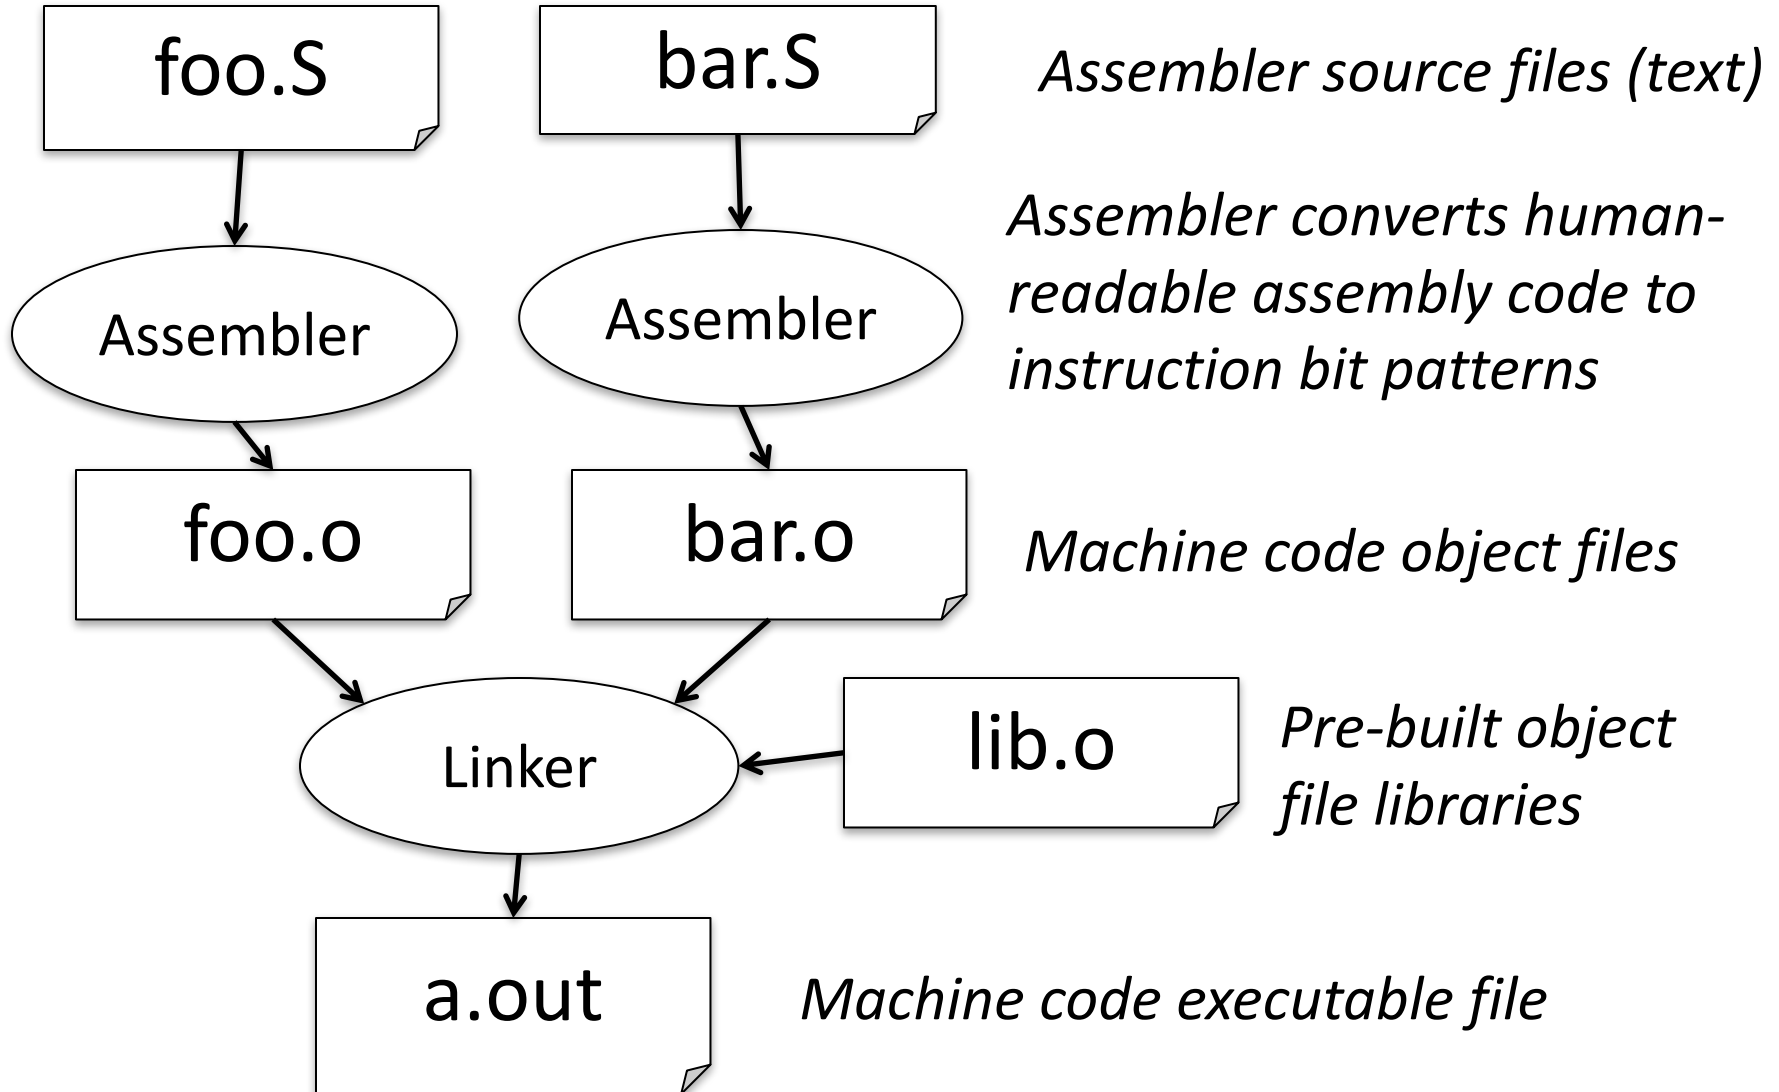 foo.S
bar.S
Assembler source files (text)
Assembler
Assembler
Assembler converts human-
readable assembly code to
instruction bit patterns
foo.o
bar.o
Machine code object files
Linker
lib.o
Pre-built object
file libraries
a.out
Machine code executable file